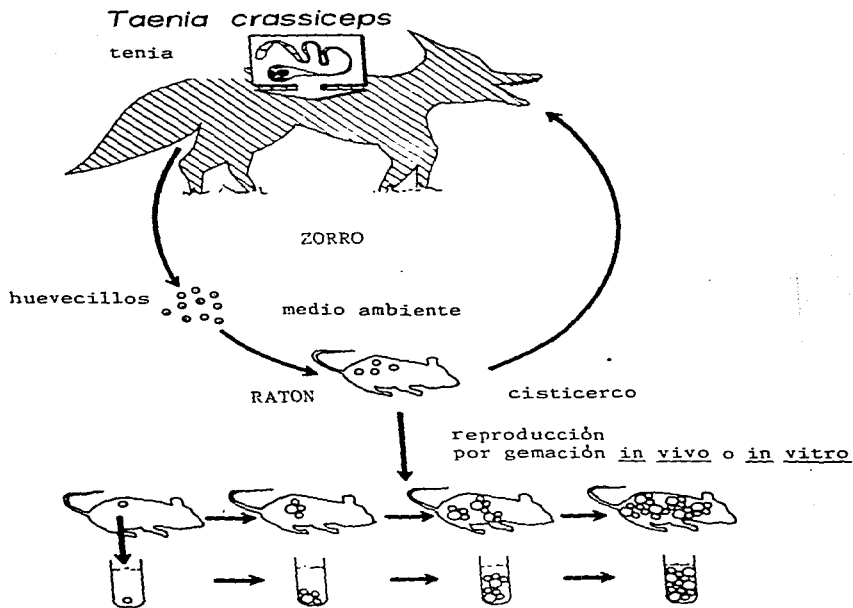 Taenia crassiceps
tenia
ZORRO
huevecillos
medio ambiente
RATON
cisticerco
reproducción
por gemación in vivo o in vitro